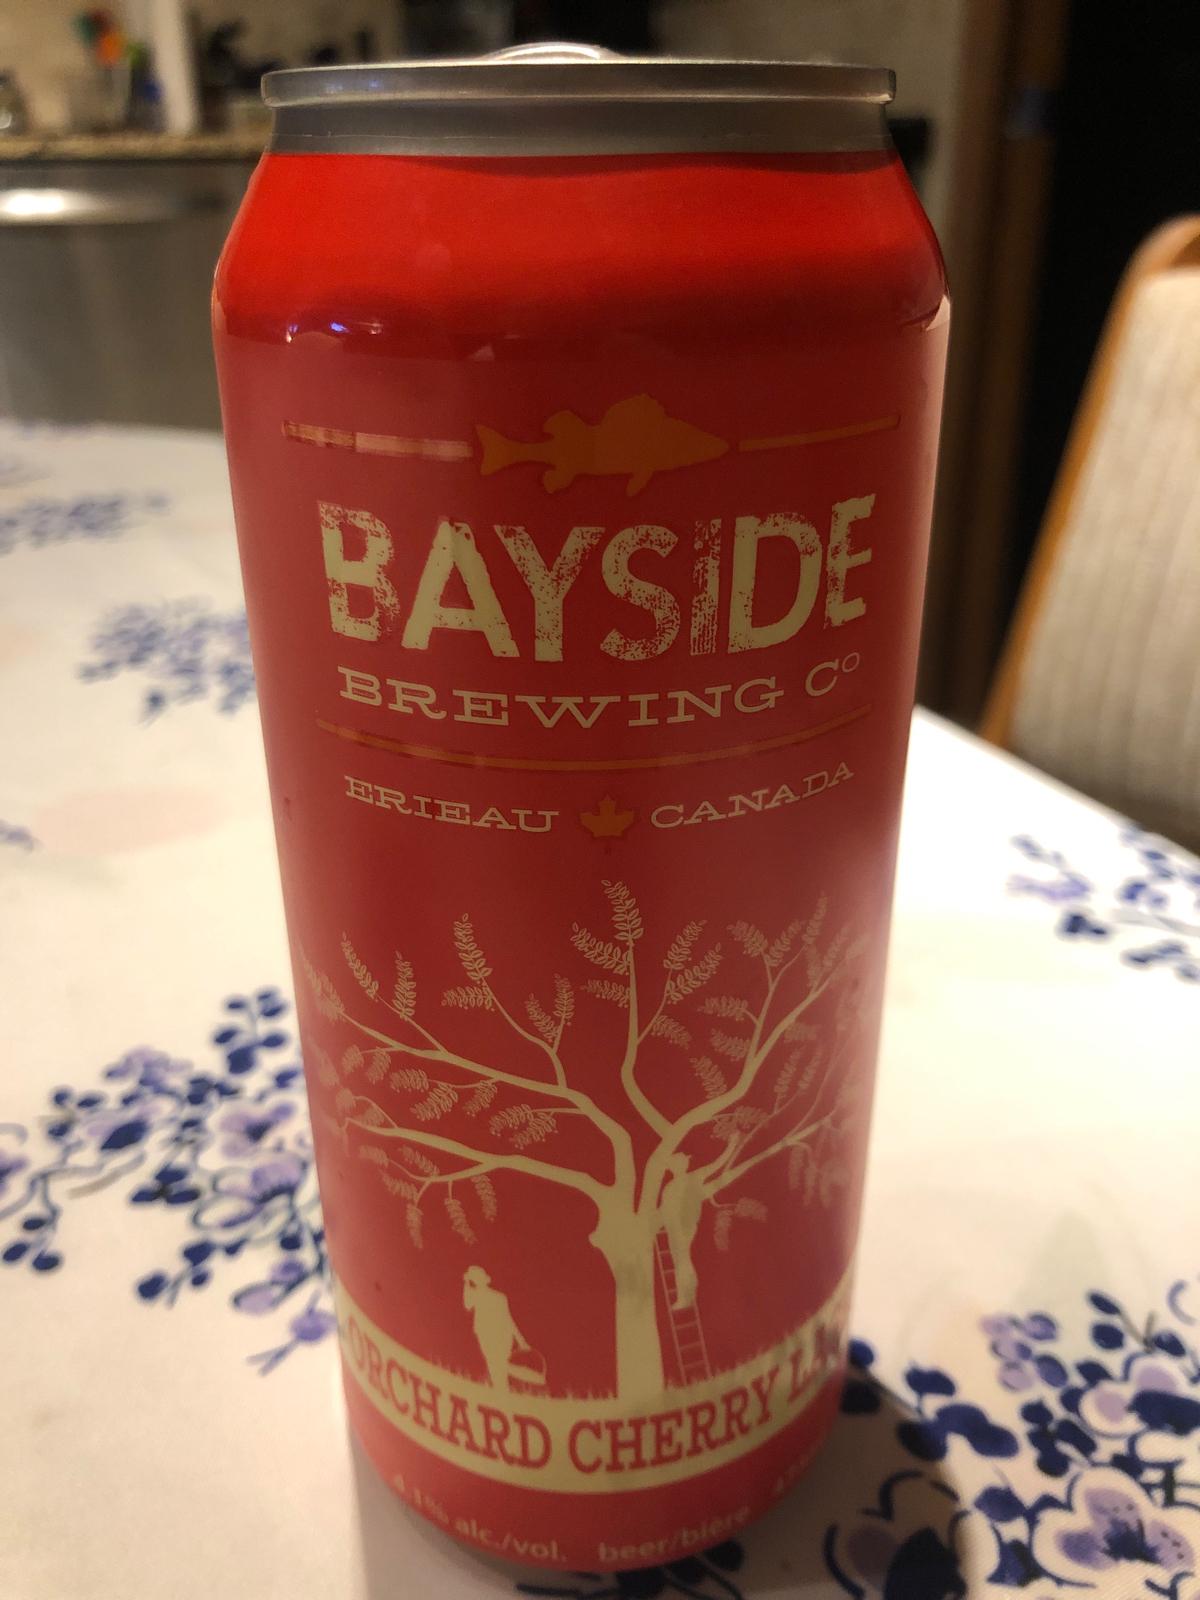 BAYSIDE
BREWING Cº
ERIEAU CANADA
ORCHARD CHERRY
alc./vol. beer/bière